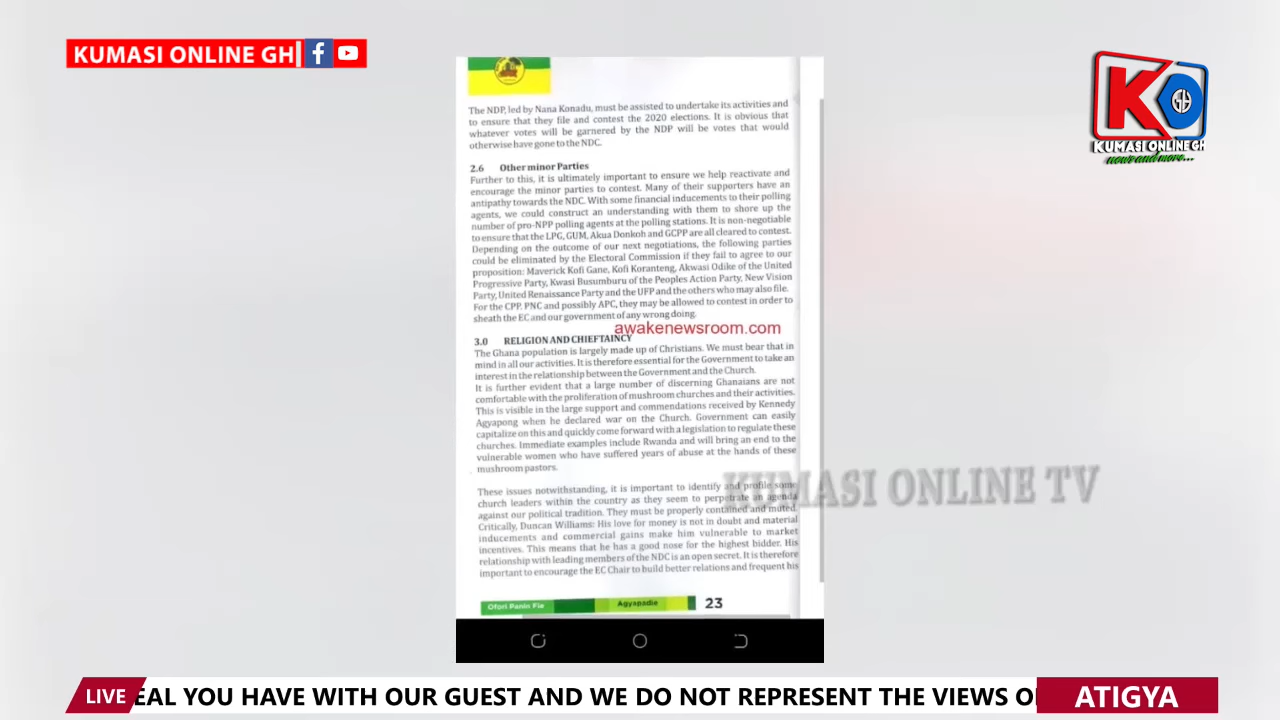 KUMASI ONLINE GH
KO
KUMASI ONLINE GH
news and more...
The NDP, led by Nana Konadu, must be assisted to undertake its activities and
to ensure that they file and contest the 2020 elections. It is obvious that
whatever votes will be garnered by the NDP will be votes that would
otherwise have gone to the NDC.
2.6 Other minor Parties
Further to this, it is ultimately important to ensure we help reactivate and
encourage the minor parties to contest. Many of their supporters have an
antipathy towards the NDC. With some financial inducements to their polling
agents, we could construct an understanding with them to shore up the
number of pro-NPP polling agents at the polling stations. It is non-negotiable
to ensure that the LPG, GUM, Akua Donkoh and GCPP are all cleared to contest.
Depending on the outcome of our next negotiations, the following parties
could be eliminated by the Electoral Commission if they fail to agree to our
proposition: Maverick Kofi Gane, Kofi Koranteng, Akwasi Odike of the United
Progressive Party, Kwasi Busumburu of the Peoples Action Party, New Vision
Party, United Renaissance Party and the UFP and the others who may also file.
For the CPP, PNC and possibly APC, they may be allowed to contest in order to
sheath the EC and our government of any wrong doing.
awakenewsroom.com
3.0 RELIGION AND CHIEFTAINCY
The Ghana population is largely made up of Christians. We must bear that in
mind in all our activities. It is therefore essential for the Government to take an
interest in the relationship between the Government and the Church.
It is further evident that a large number of discerning Ghanaians are not
comfortable with the proliferation of mushroom churches and their activities.
This is visible in the large support and commendations received by Kennedy
Agyapong when he declared war on the Church. Government can easily
capitalize on this and quickly come forward with a legislation to regulate these
churches. Immediate examples include Rwanda and will bring an end to the
vulnerable women who have suffered years of abuse at the hands of these
mushroom pastors.
These issues notwithstanding, it is important to identify and profile some
church leaders within the country as they seem to perpetrate an agenda
against our political tradition. They must be properly contained and muted.
Critically, Duncan Williams: His love for money is not in doubt and material
inducements and commercial gains make him vulnerable to market
incentives. This means that he has a good nose for the highest bidder. His
relationship with leading members of the NDC is an open secret. It is therefore
important to encourage the EC Chair to build better relations and frequent his
KUMASI ONLINE TV
Ofori Panin Fie Agyapadie 23
LIVE EAL YOU HAVE WITH OUR GUEST AND WE DO NOT REPRESENT THE VIEWS O
ATIGYA